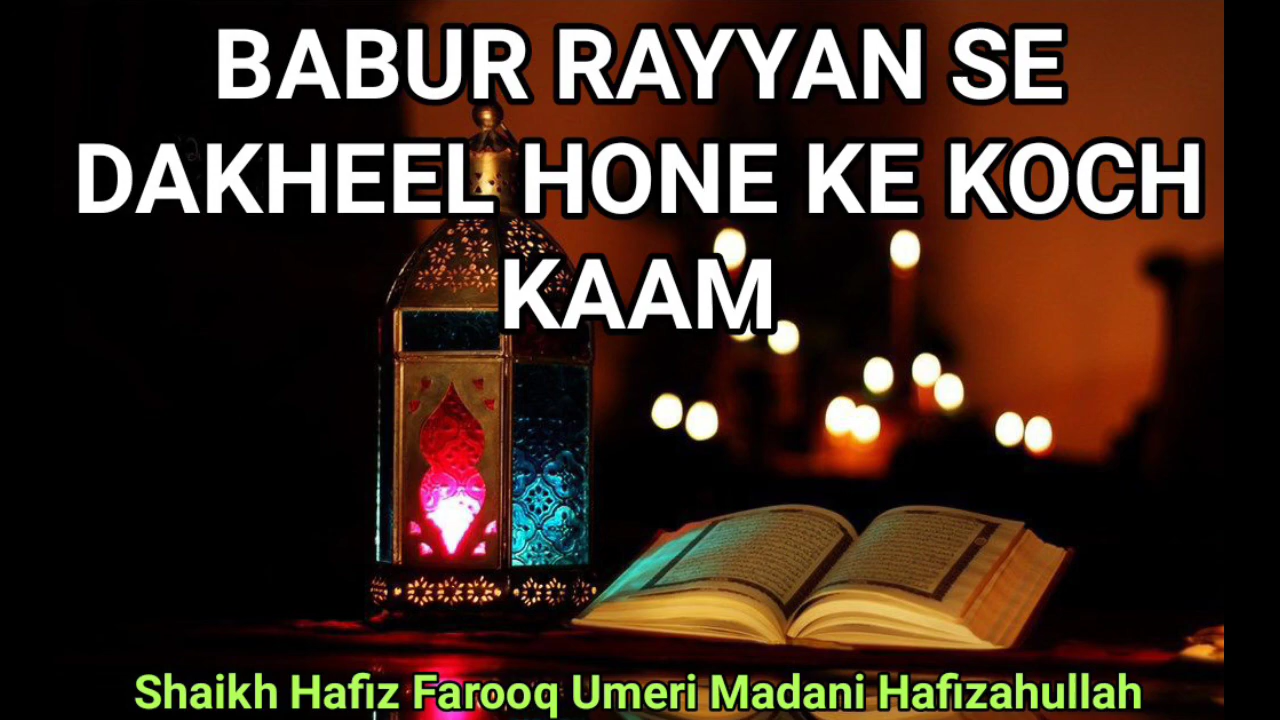 BABUR RAYYAN SE
DAKHEEL HONE KE KOCH
KAAM
Shaikh Hafiz Farooq Umeri Madani Hafizahullah